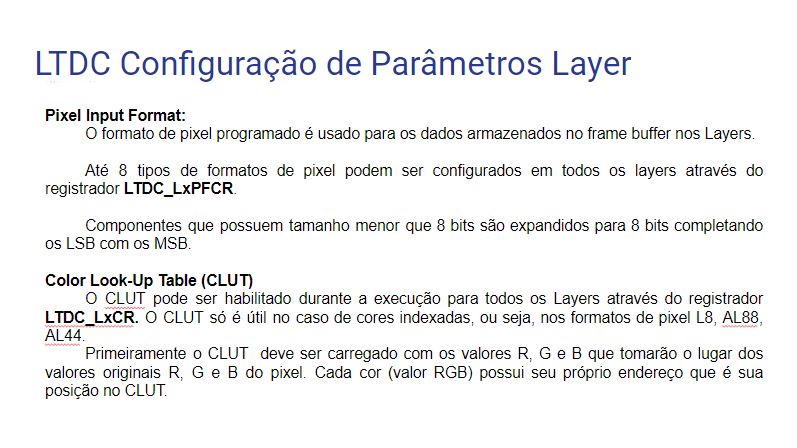 LTDC Configuração de Parâmetros Layer
Pixel Input Format:
O formato de pixel programado é usado para os dados armazenados no frame buffer nos Layers.
Até 8 tipos de formatos de pixel podem ser configurados em todos os layers através do
registrador LTDC_LxPFCR.
Componentes que possuem tamanho menor que 8 bits são expandidos para 8 bits completando
os LSB com os MSB.
Color Look-Up Table (CLUT)
O CLUT pode ser habilitado durante a execução para todos os Layers através do registrador
LTDC_LxCR. O CLUT só é útil no caso de cores indexadas, ou seja, nos formatos de pixel L8, AL88,
AL44.
Primeiramente o CLUT deve ser carregado com os valores R, G e B que tomarão o lugar dos
valores originais R, G e B do pixel. Cada cor (valor RGB) possui seu próprio endereço que é sua
posição no CLUT.